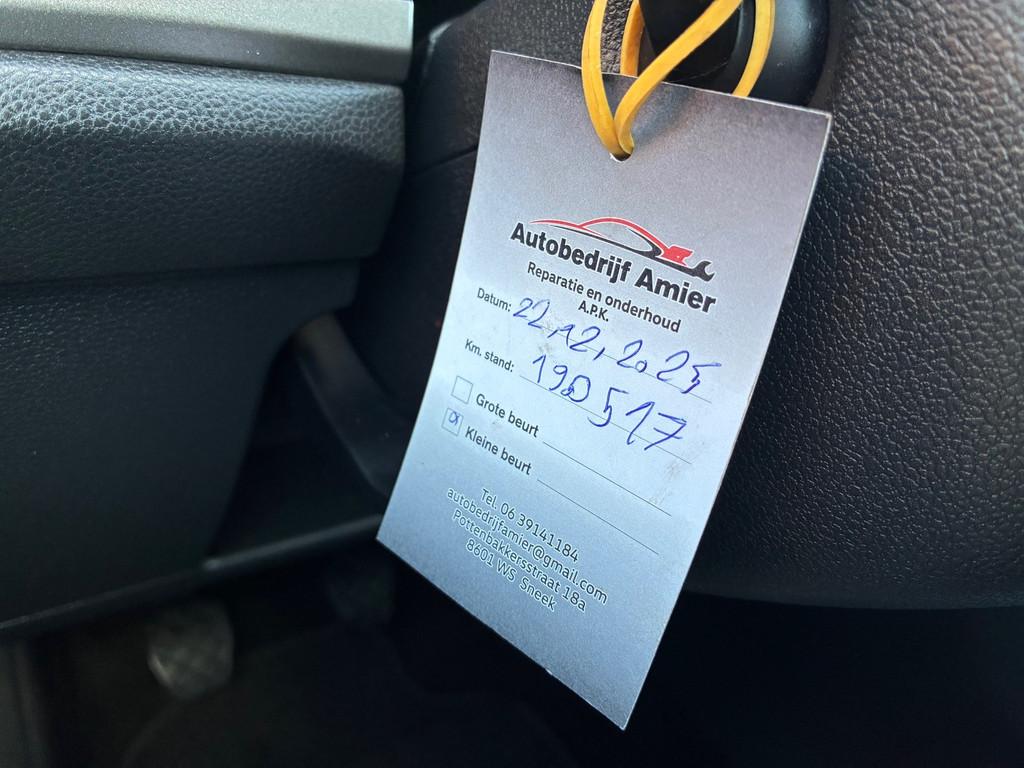 Autobedrijf Amier
Reparatie en onderhoud
A.P.K.
Datum: 22,12,2025
Km. stand: 190517
Grote beurt
Kleine beurt
Tel. 06 39141184
autobedrijfamier@gmail.com
Pottenbakkersstraat 18a
8601 WS Sneek